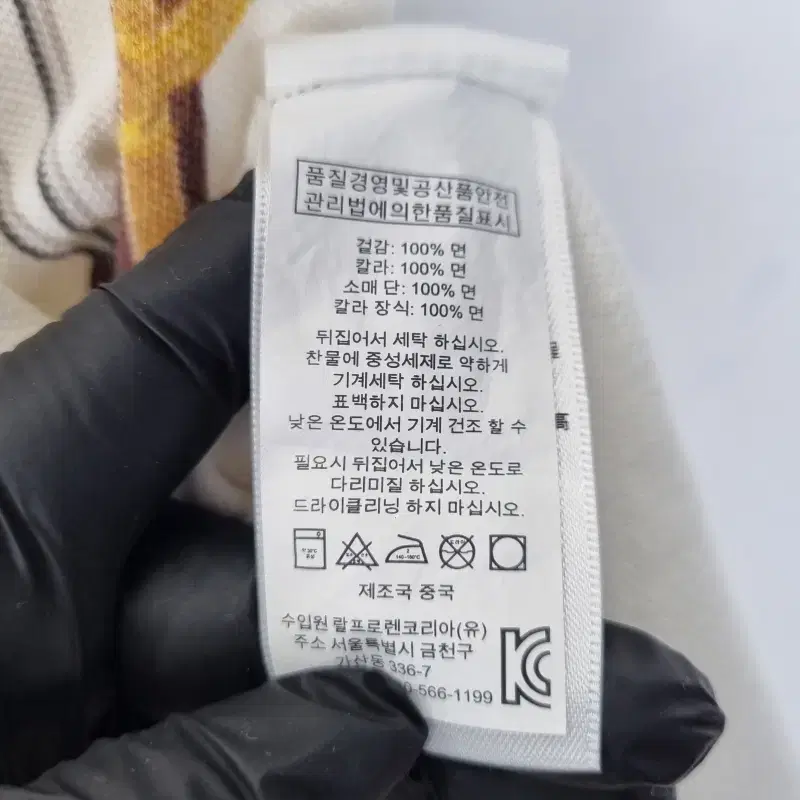 품질경영및공산품안전
관리법에의한품질표시
겉감: 100% 면
칼라: 100% 면
소매 단: 100% 면
칼라 장식: 100% 면
뒤집어서 세탁 하십시오.
찬물에 중성세제로 약하게
기계세탁 하십시오.
표백하지 마십시오.
낮은 온도에서 기계 건조 할 수
있습니다.
필요시 뒤집어서 낮은 온도로
다리미질 하십시오.
드라이클리닝 하지 마십시오.
제조국 중국
수입원 랄프로렌코리아(유)
주소 서울특별시 금천구
가산동 336-7
-566-1199